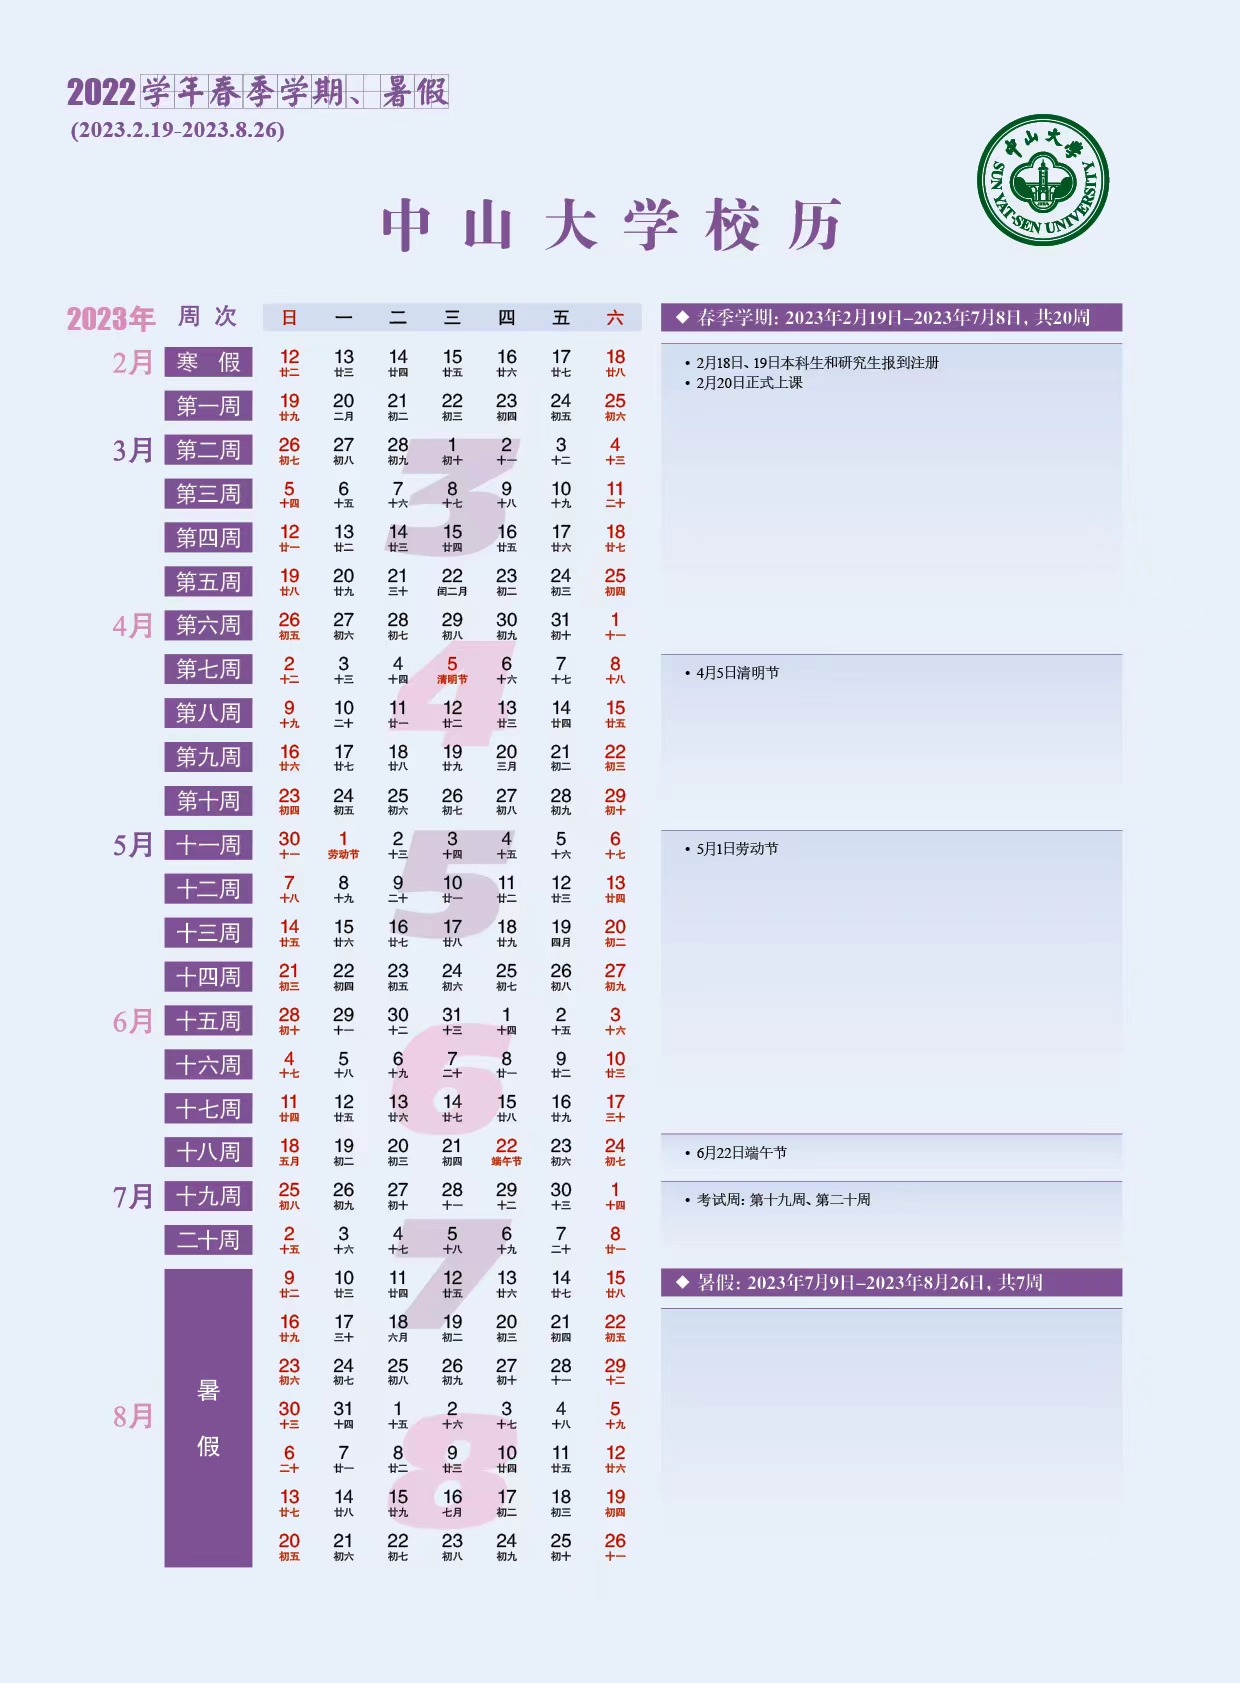 2022学年春季学期、暑假
(2023.2.19-2023.8.26)
中山大学
SUN YAT-SEN UNIVERSITY
中山大学校历
2023年 周次 日 一 二 三 四 五 六
◆ 春季学期: 2023年2月19日-2023年7月8日, 共20周
2月 寒 假 12 13 14 15 16 17 18
廿二 廿三 廿四 廿五 廿六 廿七 廿八
• 2月18日、19日本科生和研究生报到注册
• 2月20日正式上课
第一周 19 20 21 22 23 24 25
廿九 二月 初二 初三 初四 初五 初六
3月 第二周 26 27 28 1 2 3 4
初七 初八 初九 初十 十一 十二 十三
3
第三周 5 6 7 8 9 10 11
十四 十五 十六 十七 十八 十九 二十
第四周 12 13 14 15 16 17 18
廿一 廿二 廿三 廿四 廿五 廿六 廿七
第五周 19 20 21 22 23 24 25
廿八 廿九 三十 闰二月 初二 初三 初四
4月 第六周 26 27 28 29 30 31 1
初五 初六 初七 初八 初九 初十 十一
第七周 2 3 4 5 6 7 8
十二 十三 十四 清明节 十六 十七 十八
• 4月5日清明节
4
第八周 9 10 11 12 13 14 15
十九 二十 廿一 廿二 廿三 廿四 廿五
第九周 16 17 18 19 20 21 22
廿六 廿七 廿八 廿九 三月 初二 初三
第十周 23 24 25 26 27 28 29
初四 初五 初六 初七 初八 初九 初十
5月 十一周 30 1 2 3 4 5 6
十一 劳动节 十三 十四 十五 十六 十七
• 5月1日劳动节
5
十二周 7 8 9 10 11 12 13
十八 十九 二十 廿一 廿二 廿三 廿四
十三周 14 15 16 17 18 19 20
廿五 廿六 廿七 廿八 廿九 四月 初二
十四周 21 22 23 24 25 26 27
初三 初四 初五 初六 初七 初八 初九
6月 十五周 28 29 30 31 1 2 3
初十 十一 十二 十三 十四 十五 十六
6
十六周 4 5 6 7 8 9 10
十七 十八 十九 二十 廿一 廿二 廿三
十七周 11 12 13 14 15 16 17
廿四 廿五 廿六 廿七 廿八 廿九 三十
十八周 18 19 20 21 22 23 24
五月 初二 初三 初四 端午节 初六 初七
• 6月22日端午节
7月 十九周 25 26 27 28 29 30 1
初八 初九 初十 十一 十二 十三 十四
• 考试周: 第十九周、第二十周
二十周 2 3 4 5 6 7 8
十五 十六 十七 十八 十九 二十 廿一
7
◆ 暑假: 2023年7月9日-2023年8月26日, 共7周
9 10 11 12 13 14 15
廿二 廿三 廿四 廿五 廿六 廿七 廿八
16 17 18 19 20 21 22
廿九 三十 六月 初二 初三 初四 初五
23 24 25 26 27 28 29
初六 初七 初八 初九 初十 十一 十二
8月 暑假 30 31 1 2 3 4 5
十三 十四 十五 十六 十七 十八 十九
8
6 7 8 9 10 11 12
二十 廿一 廿二 廿三 廿四 廿五 廿六
13 14 15 16 17 18 19
廿七 廿八 廿九 七月 初二 初三 初四
20 21 22 23 24 25 26
初五 初六 初七 初八 初九 初十 十一